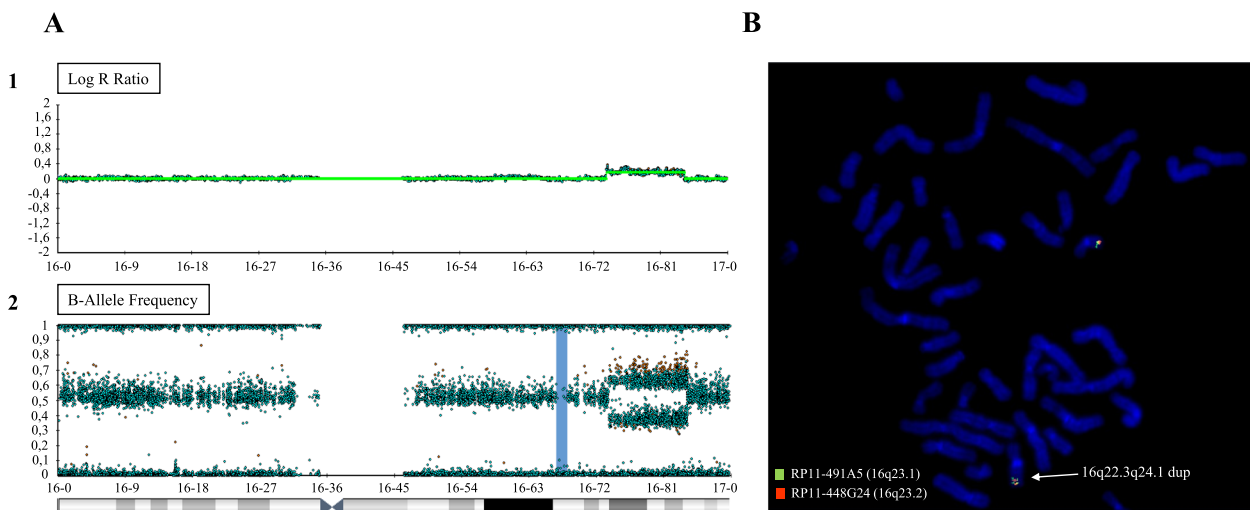 A
B
1
Log R Ratio
2
1,6
1,2
0,8
0,4
0
-0,4
-0,8
-1,2
-1,6
-2
16-0 16-9 16-18 16-27 16-36 16-45 16-54 16-63 16-72 16-81 17-0
2
B-Allele Frequency
1
0,9
0,8
0,7
0,6
0,5
0,4
0,3
0,2
0,1
0
16-0 16-9 16-18 16-27 16-36 16-45 16-54 16-63 16-72 16-81 17-0
RP11-491A5 (16q23.1)
RP11-448G24 (16q23.2)
16q22.3q24.1 dup